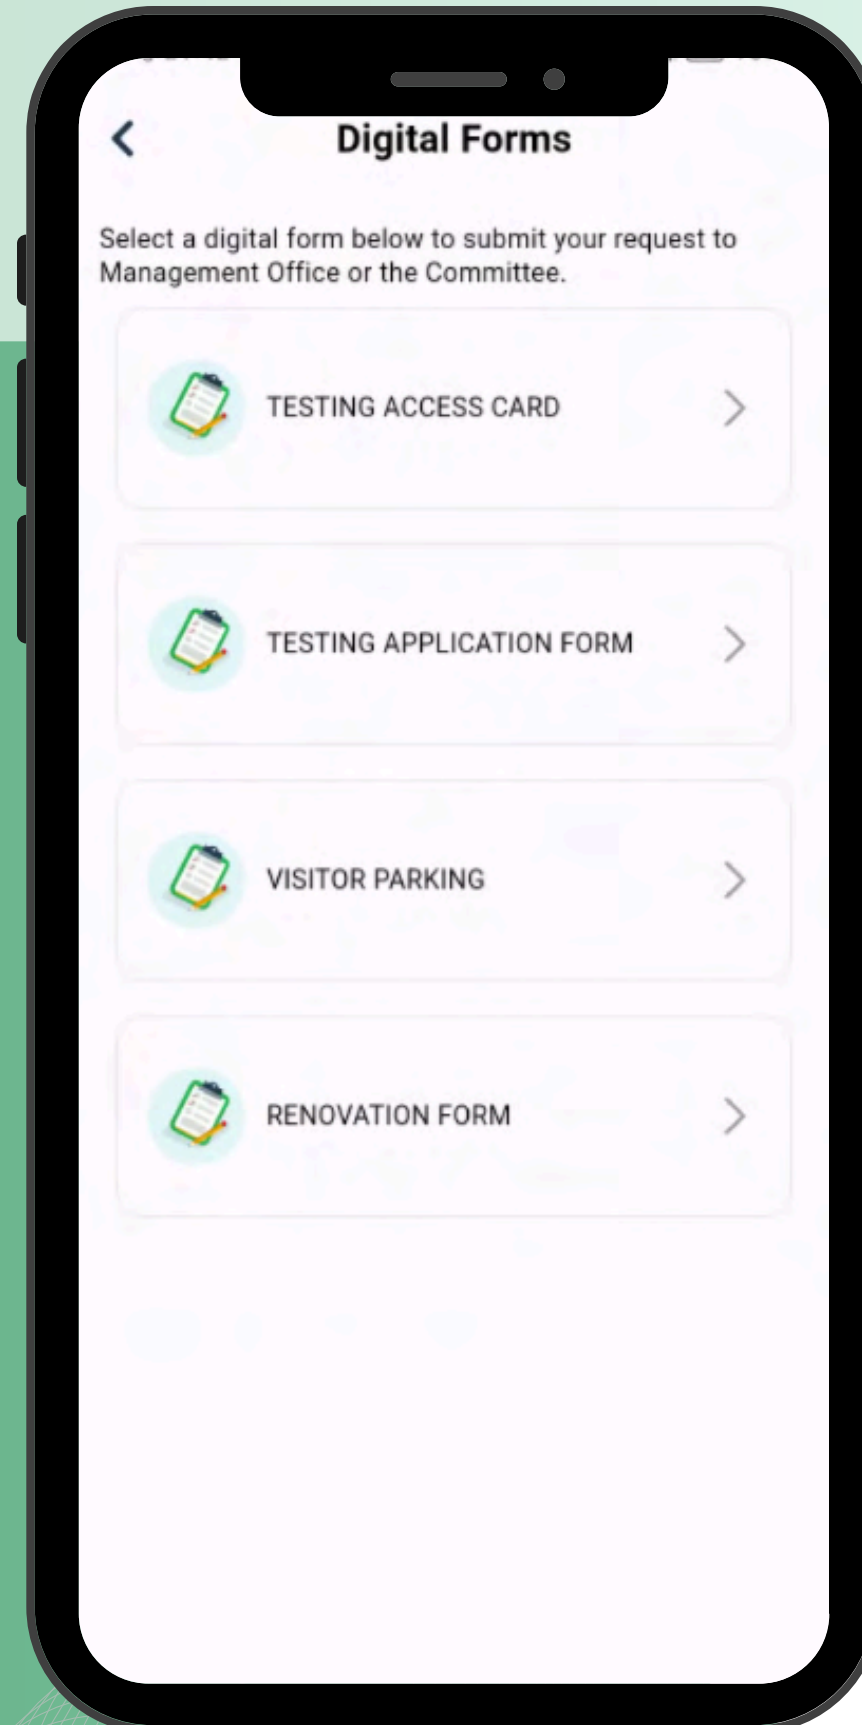 Digital Forms
Select a digital form below to submit your request to
Management Office or the Committee.
TESTING ACCESS CARD
TESTING APPLICATION FORM
VISITOR PARKING
RENOVATION FORM